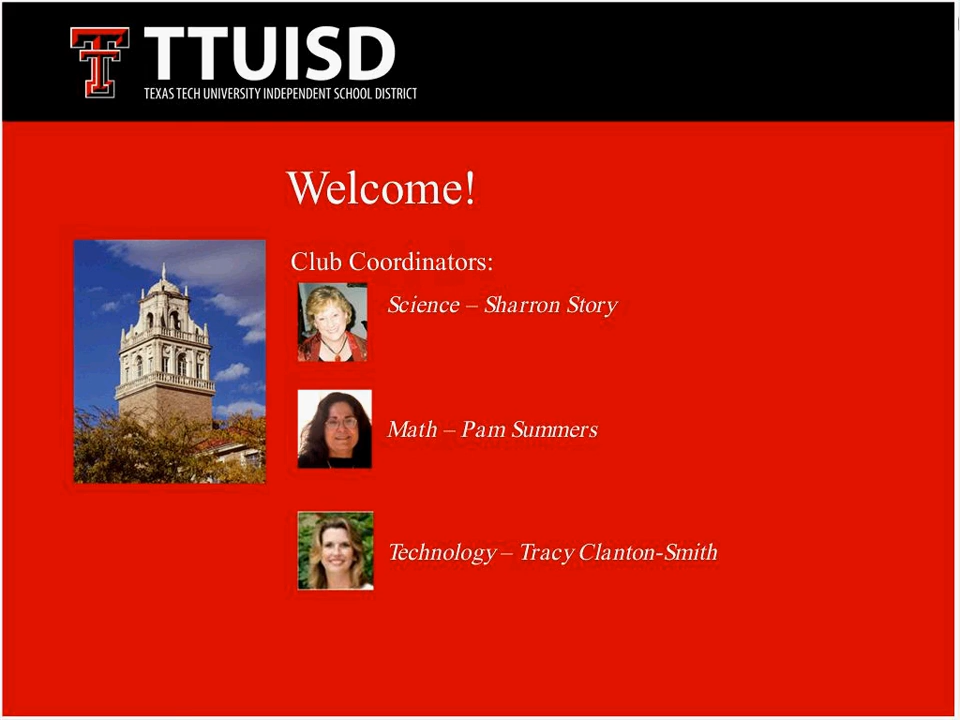 TTUISD
TEXAS TECH UNIVERSITY INDEPENDENT SCHOOL DISTRICT
Welcome!
Club Coordinators:
Science – Sharron Story
Math – Pam Summers
Technology – Tracy Clanton-Smith